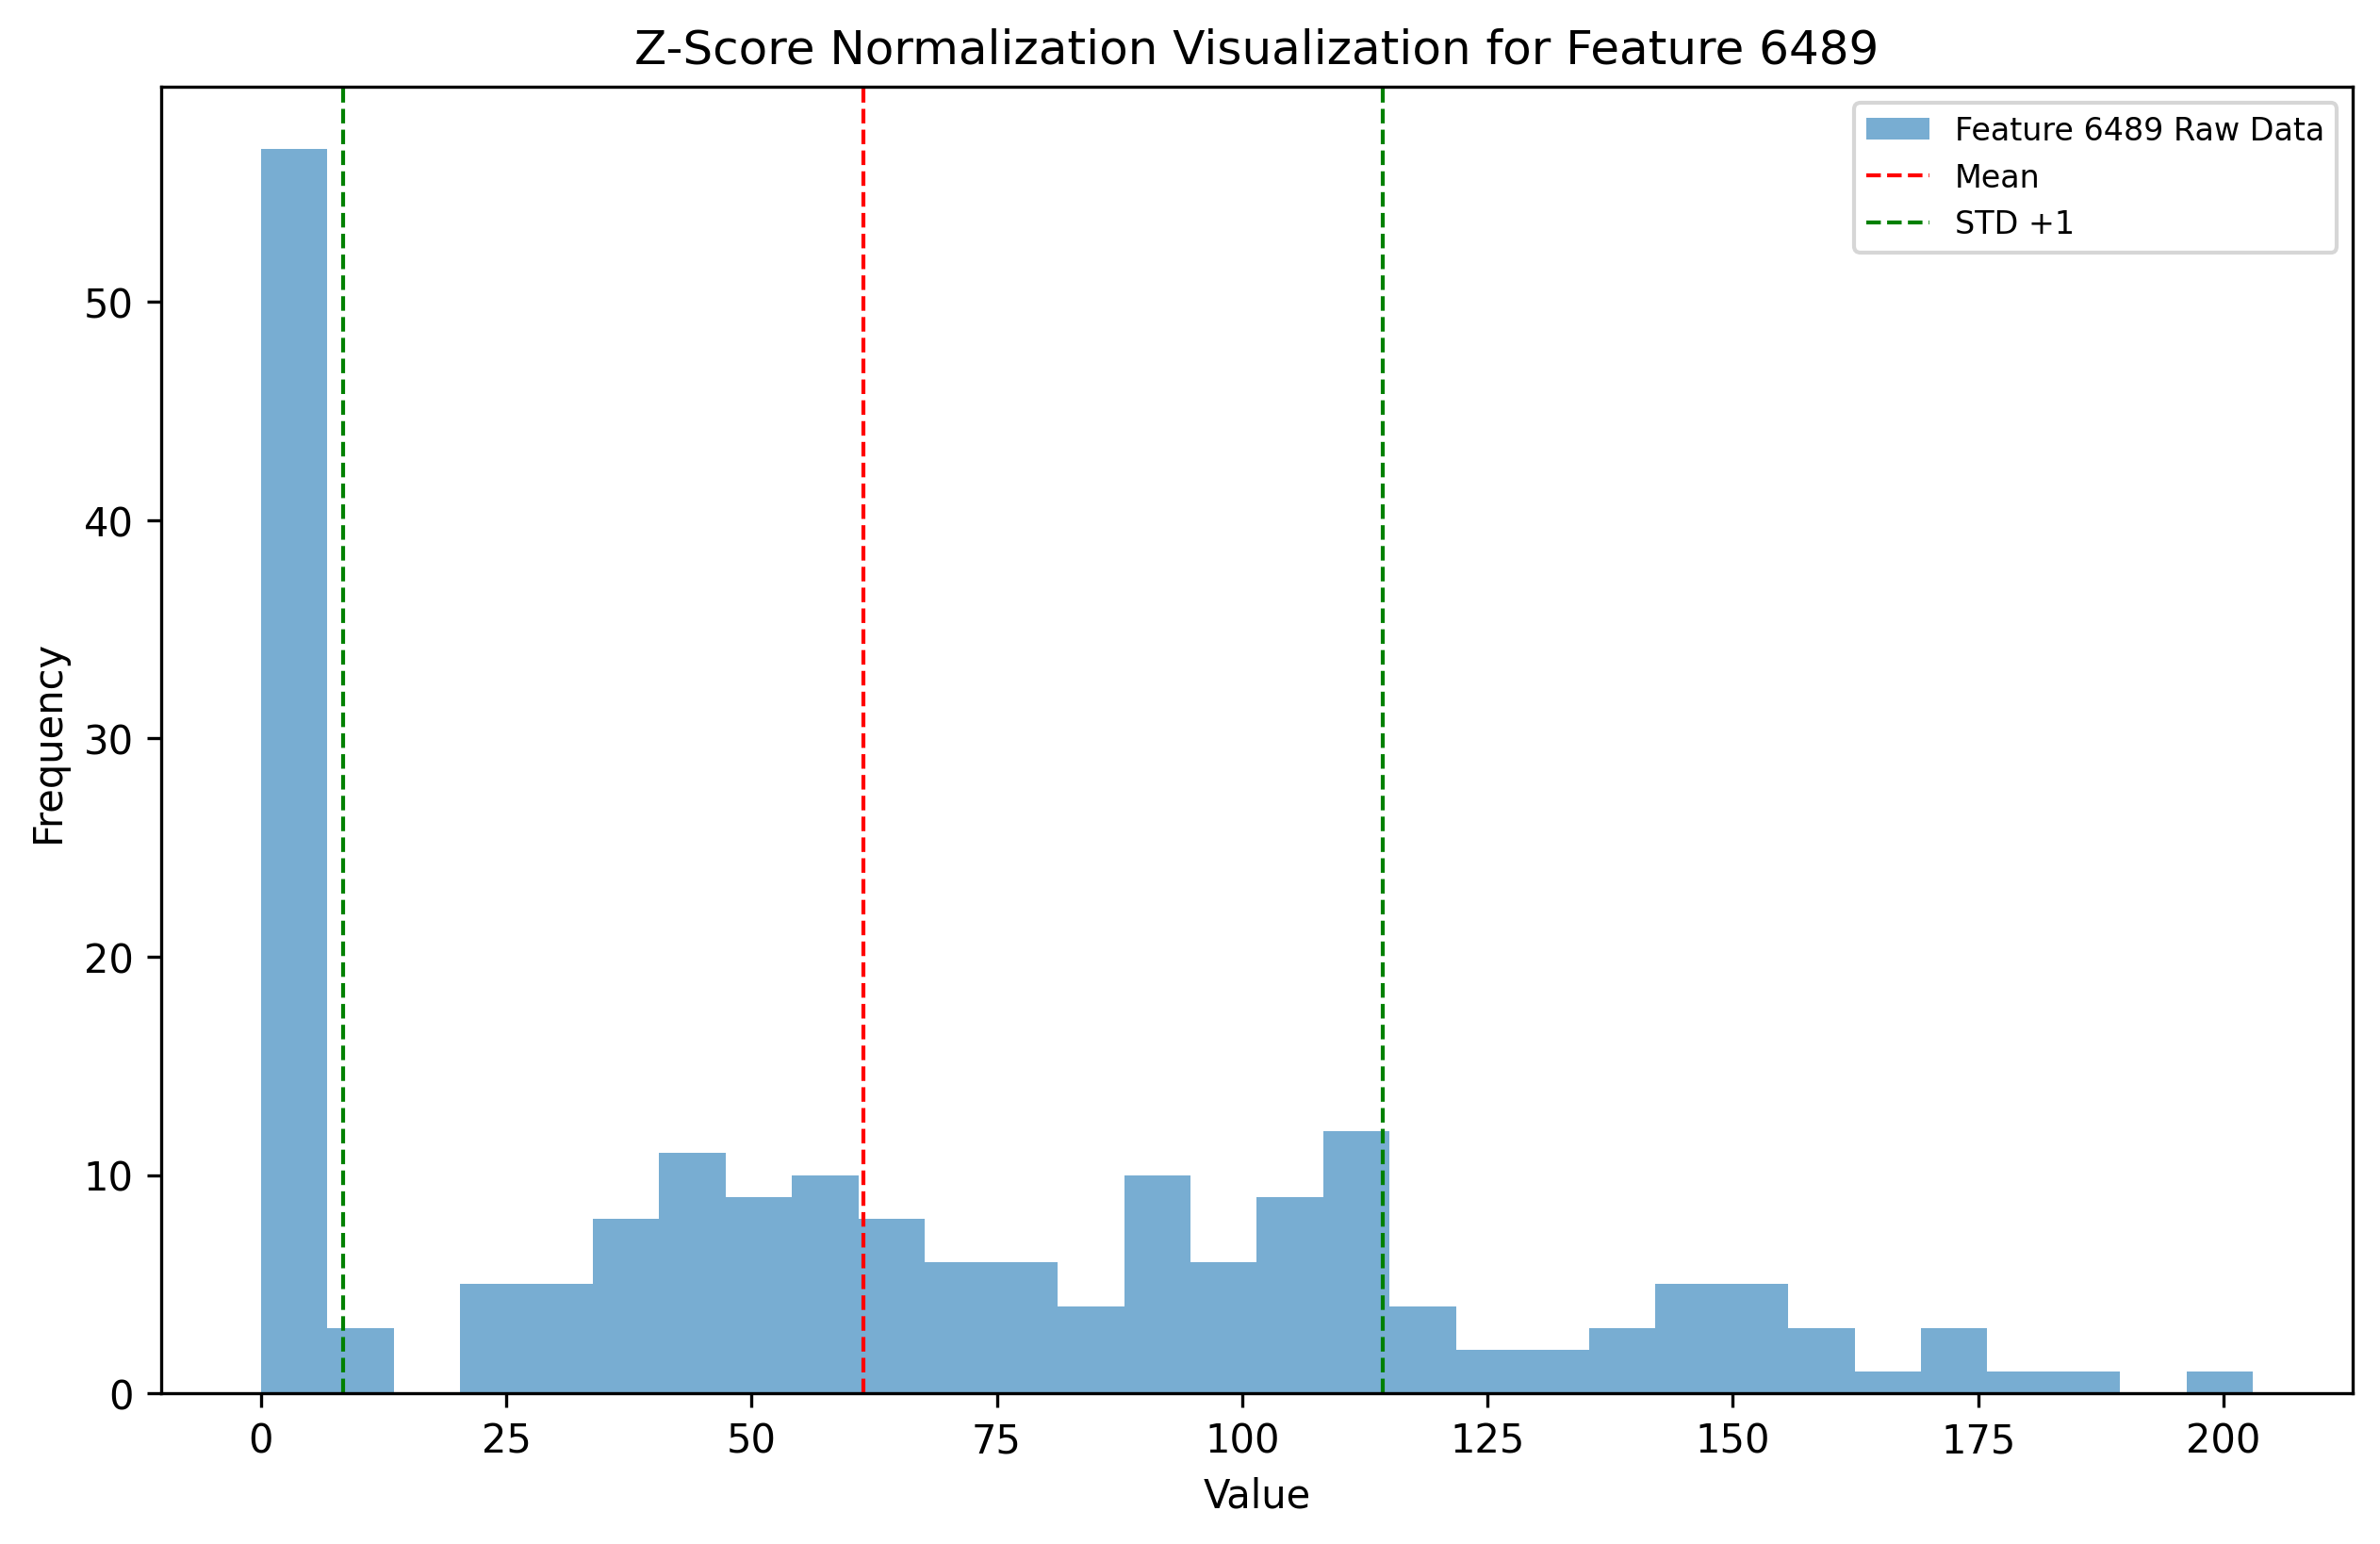 Z-Score Normalization Visualization for Feature 6489
Feature 6489 Raw Data
Mean
STD +1
Frequency
50
40
30
20
10
0
0 25 50 75 100 125 150 175 200
Value